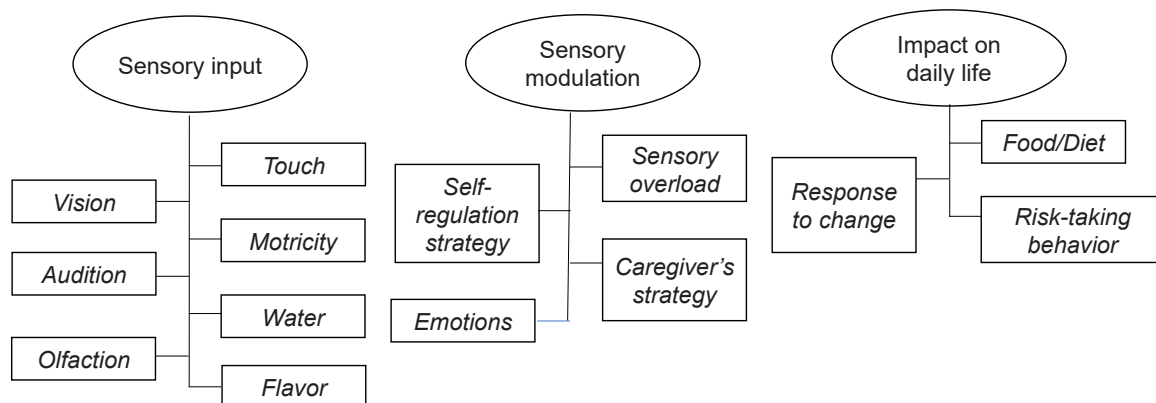 Sensory input
Touch
Vision
Motricity
Audition
Water
Olfaction
Flavor
Sensory
modulation
Sensory
overload
Self-
regulation
strategy
Caregiver’s
strategy
Emotions
Impact on
daily life
Food/Diet
Response
to change
Risk-taking
behavior